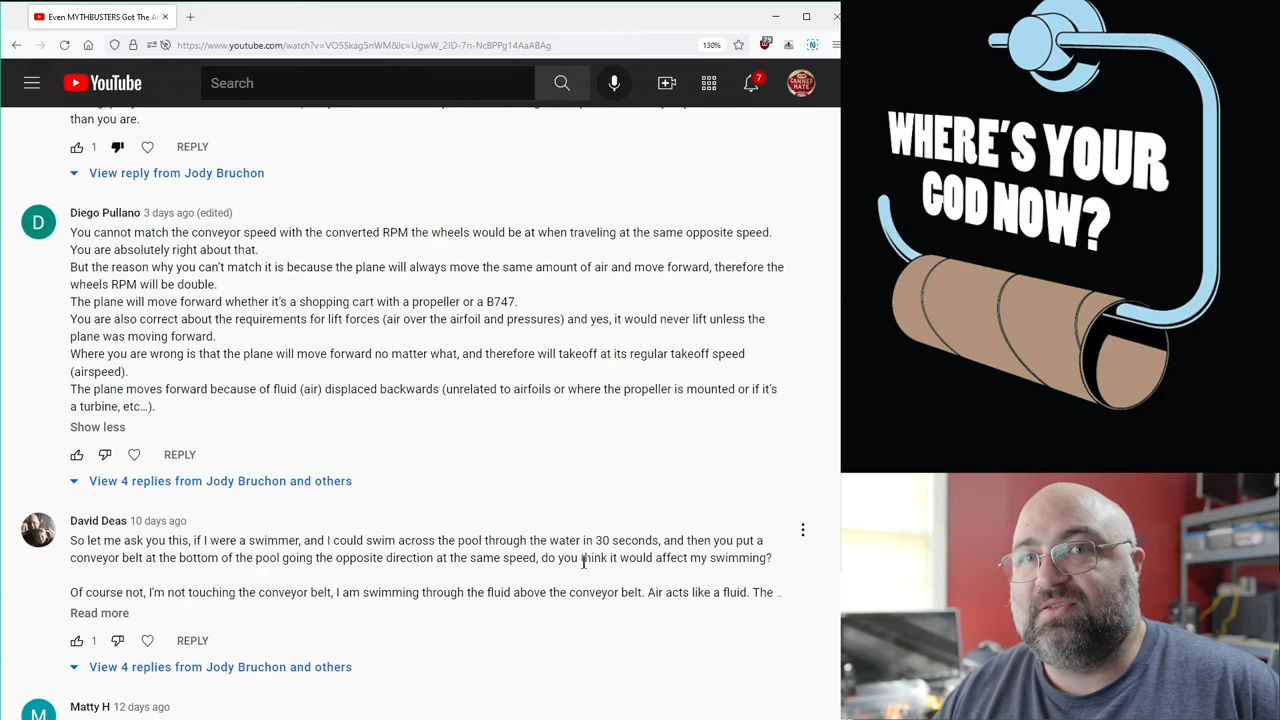 Even MYTHBUSTERS Got The A
https://www.youtube.com/watch?v=VO5SkagSnWM&lc=UgwW_2ID-7n-NcBPPg14AaABAg
130%
75
N
YouTube
Search
7
CANNED
HATE
than you are.
1
REPLY
View reply from Jody Bruchon
D
Diego Pullano 3 days ago (edited)
You cannot match the conveyor speed with the converted RPM the wheels would be at when traveling at the same opposite speed.
You are absolutely right about that.
But the reason why you can't match it is because the plane will always move the same amount of air and move forward, therefore the
wheels RPM will be double.
The plane will move forward whether it's a shopping cart with a propeller or a B747.
You are also correct about the requirements for lift forces (air over the airfoil and pressures) and yes, it would never lift unless the
plane was moving forward.
Where you are wrong is that the plane will move forward no matter what, and therefore will takeoff at its regular takeoff speed
(airspeed).
The plane moves forward because of fluid (air) displaced backwards (unrelated to airfoils or where the propeller is mounted or if it's
a turbine, etc…).
Show less
REPLY
View 4 replies from Jody Bruchon and others
David Deas 10 days ago
So let me ask you this, if I were a swimmer, and I could swim across the pool through the water in 30 seconds, and then you put a
conveyor belt at the bottom of the pool going the opposite direction at the same speed, do you think it would affect my swimming?
Of course not, I'm not touching the conveyor belt, I am swimming through the fluid above the conveyor belt. Air acts like a fluid. The ..
Read more
1
REPLY
View 4 replies from Jody Bruchon and others
M
Matty H 12 days ago
WHERE'S YOUR
GOD NOW?